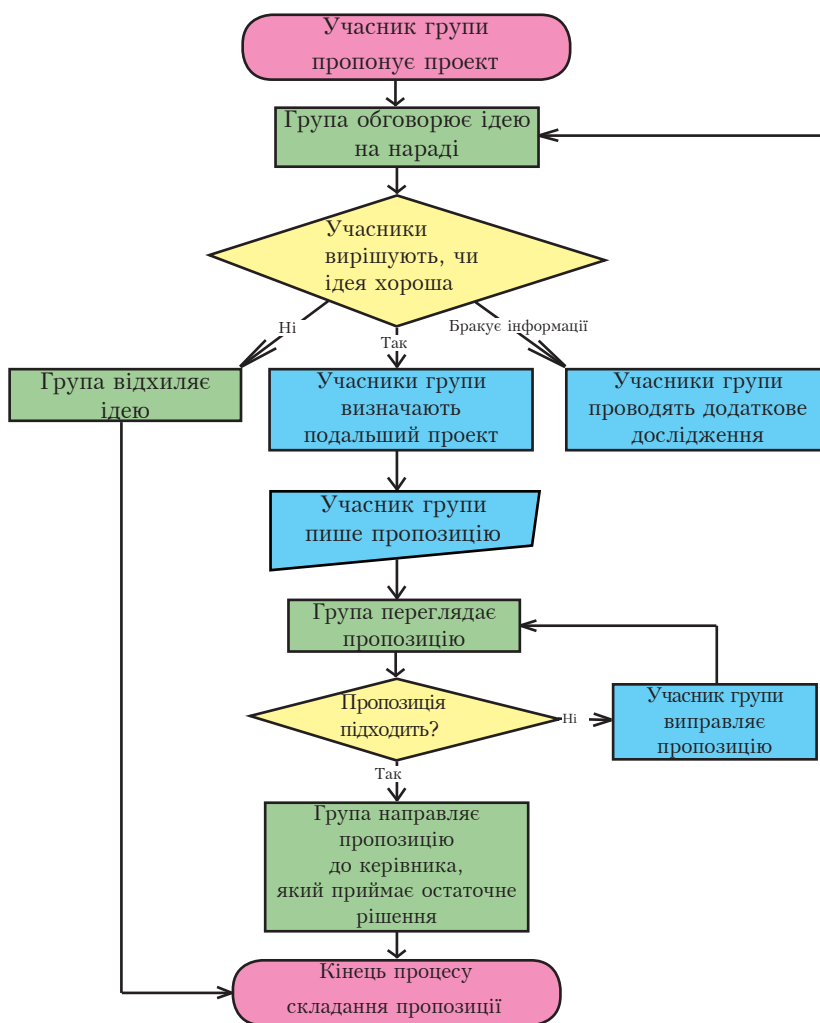 Учасник групи
пропонує проект
Група обговорює ідею
на нараді
Учасники
вирішують, чи
ідея хороша
Ні
Так
Бракує інформації
Група відхиляє
ідею
Учасники групи
визначають
подальший проект
Учасники групи
проводять додаткове
дослідження
Учасник групи
пише пропозицію
Група переглядає
пропозицію
Пропозиція
підходить?
Ні
Учасник групи
виправляє
пропозицію
Так
Група направляє
пропозицію
до керівника,
який приймає остаточне
рішення
Кінець процесу
складання пропозиції